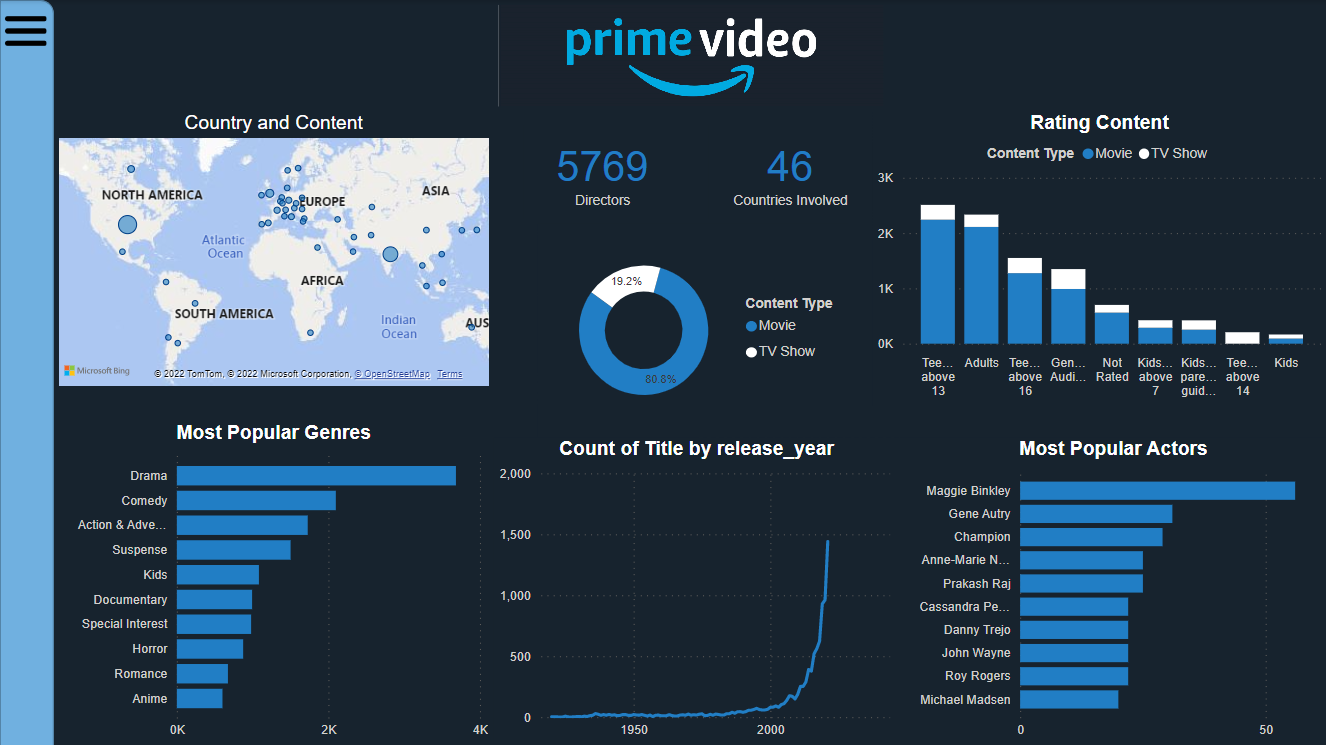 prime video
Country and Content
NORTH AMERICA
EUROPE
ASIA
Atlantic
Ocean
AFRICA
SOUTH AMERICA
Indian
Ocean
AUS
Microsoft Bing
© 2022 TomTom, © 2022 Microsoft Corporation, © OpenStreetMap Terms
5769
Directors
46
Countries Involved
19.2%
80.8%
Content Type
Movie
TV Show
Rating Content
Content Type Movie TV Show
3K
2K
1K
0K
Tee... above 13
Adults
Tee... above 16
Gen... Audi...
Not Rated
Kids... above 7
Kids... pare... guid...
Tee... above 14
Kids
Most Popular Genres
Drama
Comedy
Action & Adve...
Suspense
Kids
Documentary
Special Interest
Horror
Romance
Anime
0K 2K 4K
Count of Title by release_year
2,000
1,500
1,000
500
0
1950 2000
Most Popular Actors
Maggie Binkley
Gene Autry
Champion
Anne-Marie N...
Prakash Raj
Cassandra Pe...
Danny Trejo
John Wayne
Roy Rogers
Michael Madsen
0 50